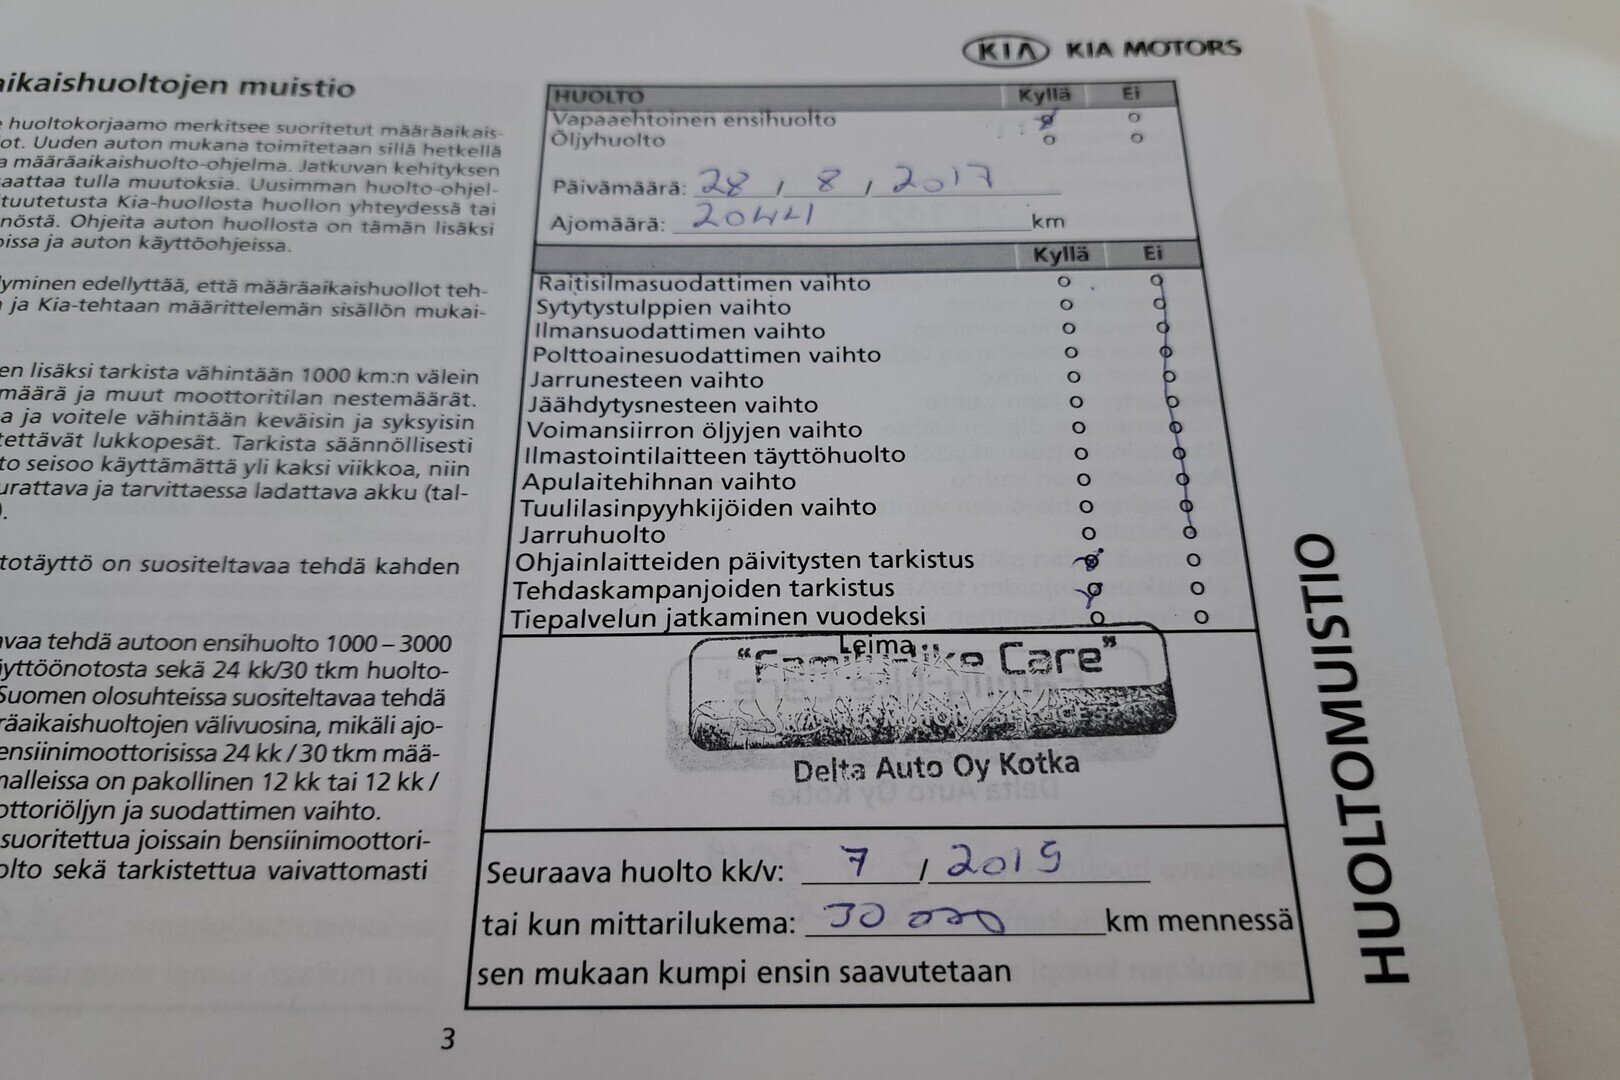 KIA KIA MOTORS
aikaishuoltojen muistio
e huoltokorjaamo merkitsee suoritetut määräaikais-
ot. Uuden auton mukana toimitetaan sillä hetkellä
a määräaikaishuolto-ohjelma. Jatkuvan kehityksen
saattaa tulla muutoksia. Uusimman huolto-ohjel-
tuutetusta Kia-huollosta huollon yhteydessä tai
nöstä. Ohjeita auton huollosta on tämän lisäksi
oissa ja auton käyttöohjeissa.
lyminen edellyttää, että määräaikaishuollot teh-
n ja Kia-tehtaan määrittelemän sisällön mukai-
en lisäksi tarkista vähintään 1000 km:n välein
määrä ja muut moottoritilan nestemäärät.
a ja voitele vähintään keväisin ja syksyisin
tettävät lukkopesät. Tarkista säännöllisesti
to seisoo käyttämättä yli kaksi viikkoa, niin
urattava ja tarvittaessa ladattava akku (tal-
).
totäyttö on suositeltavaa tehdä kahden
avaa tehdä autoon ensihuolto 1000 – 3000
äyttöönotosta sekä 24 kk/30 tkm huolto-
Suomen olosuhteissa suositeltavaa tehdä
räaikaishuoltojen välivuosina, mikäli ajo-
ensiinimoottorisissa 24 kk / 30 tkm mää-
malleissa on pakollinen 12 kk tai 12 kk /
ottoriöljyn ja suodattimen vaihto.
suoritettua joissain bensiinimoottori-
olto sekä tarkistettua vaivattomasti
3
HUOLTO Kyllä Ei
Vapaaehtoinen ensihuolto
Öljyhuolto
Päivämäärä: 28 / 8 / 2017
Ajomäärä: 20441 km
Kyllä Ei
Raitisilmasuodattimen vaihto
Sytytystulppien vaihto
Ilmansuodattimen vaihto
Polttoainesuodattimen vaihto
Jarrunesteen vaihto
Jäähdytysnesteen vaihto
Voimansiirron öljyjen vaihto
Ilmastointilaitteen täyttöhuolto
Apulaitehihnan vaihto
Tuulilasinpyyhkijöiden vaihto
Jarruhuolto
Ohjainlaitteiden päivitysten tarkistus
Tehdaskampanjoiden tarkistus
Tiepalvelun jatkaminen vuodeksi
Leima
“Family-like Care”
Delta Auto Oy Kotka
Seuraava huolto kk/v: 7 / 2019
tai kun mittarilukema: 30 000 km mennessä
sen mukaan kumpi ensin saavutetaan
HUOLTOMUISTIO